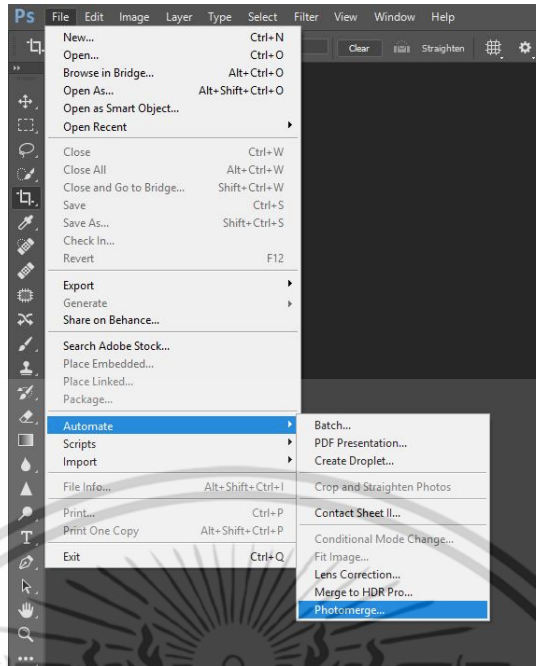 Ps File Edit Image Layer Type Select Filter View Window Help
Clear Straighten
New... Ctrl+N
Open... Ctrl+O
Browse in Bridge... Alt+Ctrl+O
Open As... Alt+Shift+Ctrl+O
Open as Smart Object...
Open Recent
Close Ctrl+W
Close All Alt+Ctrl+W
Close and Go to Bridge... Shift+Ctrl+W
Save Ctrl+S
Save As... Shift+Ctrl+S
Check In...
Revert F12
Export
Generate
Share on Behance...
Search Adobe Stock...
Place Embedded...
Place Linked...
Package...
Automate
Scripts
Import
File Info... Alt+Shift+Ctrl+I
Print... Ctrl+P
Print One Copy Alt+Shift+Ctrl+P
Exit Ctrl+Q
Batch...
PDF Presentation...
Create Droplet...
Crop and Straighten Photos
Contact Sheet II...
Conditional Mode Change...
Fit Image...
Lens Correction...
Merge to HDR Pro...
Photomerge...
T